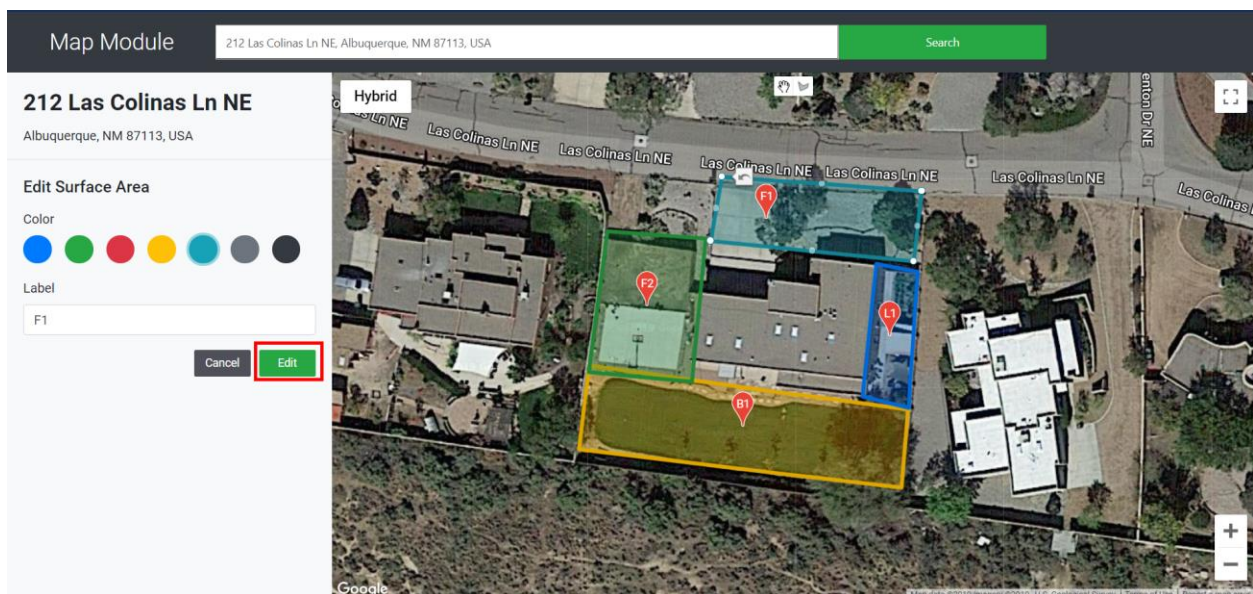 Map Module
212 Las Colinas Ln NE, Albuquerque, NM 87113, USA
Search
212 Las Colinas Ln NE
Albuquerque, NM 87113, USA
Edit Surface Area
Color
Label
F1
Cancel
Edit
Hybrid
Ln NE
Las Colinas Ln NE
Las Colinas Ln NE
Las Colinas Ln NE
Las Colinas Ln NE
Las Colinas Ln NE
Las Colinas
enton Dr NE
F1
F2
L1
B1
+
−
Google